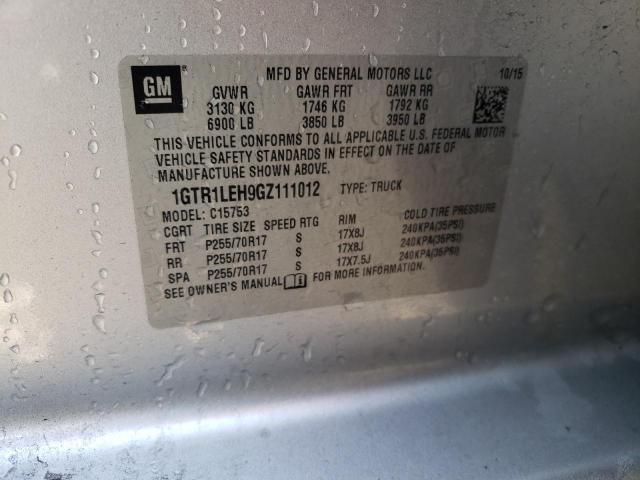 GM
MFD BY GENERAL MOTORS LLC 10/15
GVWR GAWR FRT GAWR RR
3130 KG 1746 KG 1792 KG
6900 LB 3850 LB 3950 LB
THIS VEHICLE CONFORMS TO ALL APPLICABLE U.S. FEDERAL MOTOR
VEHICLE SAFETY STANDARDS IN EFFECT ON THE DATE OF
MANUFACTURE SHOWN ABOVE.
1GTR1LEH9GZ111012 TYPE: TRUCK
MODEL: C15753
CGRT TIRE SIZE SPEED RTG RIM COLD TIRE PRESSURE
FRT P255/70R17 S 17X8J 240KPA(35PSI)
RR P255/70R17 S 17X8J 240KPA(35PSI)
SPA P255/70R17 S 17X7.5J 240KPA(35PSI)
SEE OWNER'S MANUAL FOR MORE INFORMATION